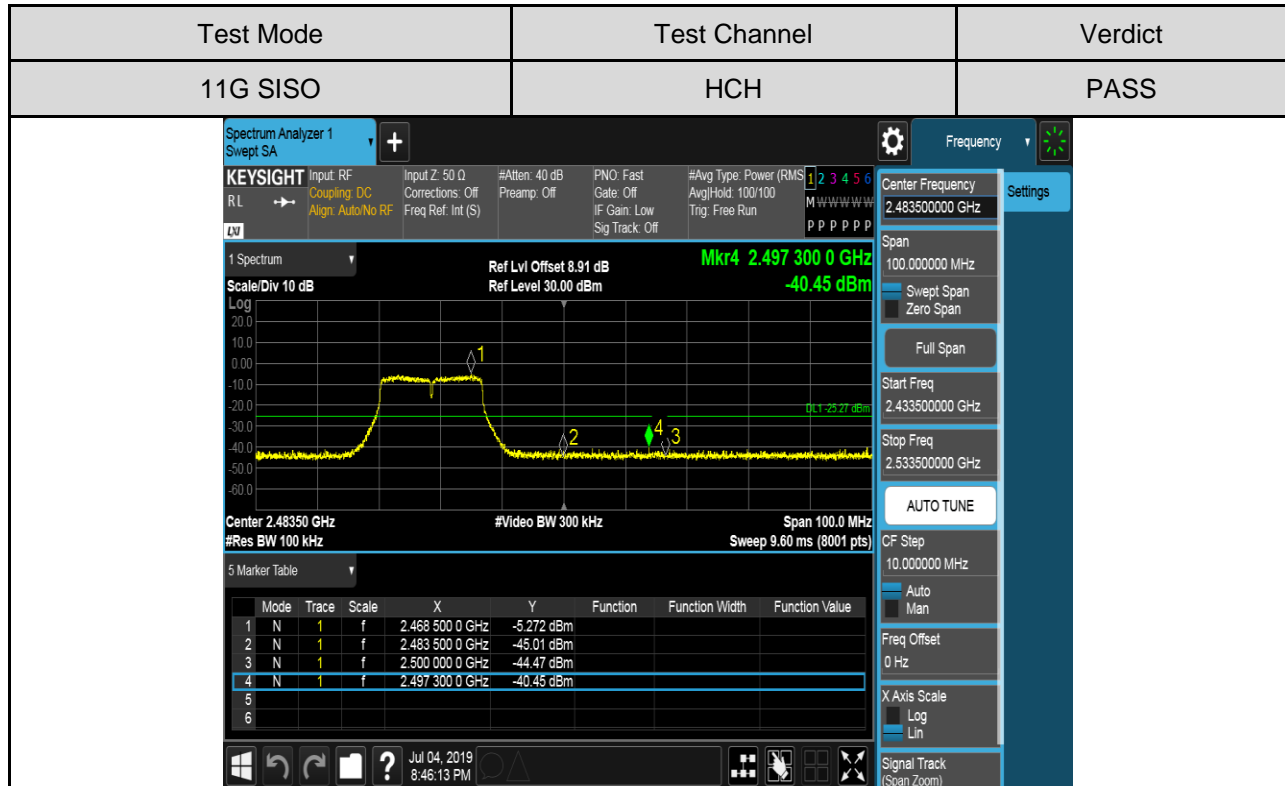 Test Mode Test Channel Verdict
11G SISO HCH PASS
Spectrum Analyzer 1
Swept SA
+
Frequency
KEYSIGHT
RL
LXI
Input: RF
Coupling: DC
Align: Auto/No RF
Input Z: 50 Ω
Corrections: Off
Freq Ref: Int (S)
#Atten: 40 dB
Preamp: Off
PNO: Fast
Gate: Off
IF Gain: Low
Sig Track: Off
#Avg Type: Power (RMS
Avg|Hold: 100/100
Trig: Free Run
1 2 3 4 5 6
M W W W W W
P P P P P P
1 Spectrum
Scale/Div 10 dB
Ref Lvl Offset 8.91 dB
Ref Level 30.00 dBm
Mkr4 2.497 300 0 GHz
-40.45 dBm
Log
20.0
10.0
0.00
-10.0
-20.0
-30.0
-40.0
-50.0
-60.0
1
2
4
3
DL1 -25.27 dBm
Center 2.48350 GHz
#Res BW 100 kHz
#Video BW 300 kHz
Span 100.0 MHz
Sweep 9.60 ms (8001 pts)
5 Marker Table
Mode Trace Scale X Y Function Function Width Function Value
1 N 1 f 2.468 500 0 GHz -5.272 dBm
2 N 1 f 2.483 500 0 GHz -45.01 dBm
3 N 1 f 2.500 000 0 GHz -44.47 dBm
4 N 1 f 2.497 300 0 GHz -40.45 dBm
5
6
?
Jul 04, 2019
8:46:13 PM
Center Frequency
2.483500000 GHz
Settings
Span
100.000000 MHz
Swept Span
Zero Span
Full Span
Start Freq
2.433500000 GHz
Stop Freq
2.533500000 GHz
AUTO TUNE
CF Step
10.000000 MHz
Auto
Man
Freq Offset
0 Hz
X Axis Scale
Log
Lin
Signal Track
(Span Zoom)